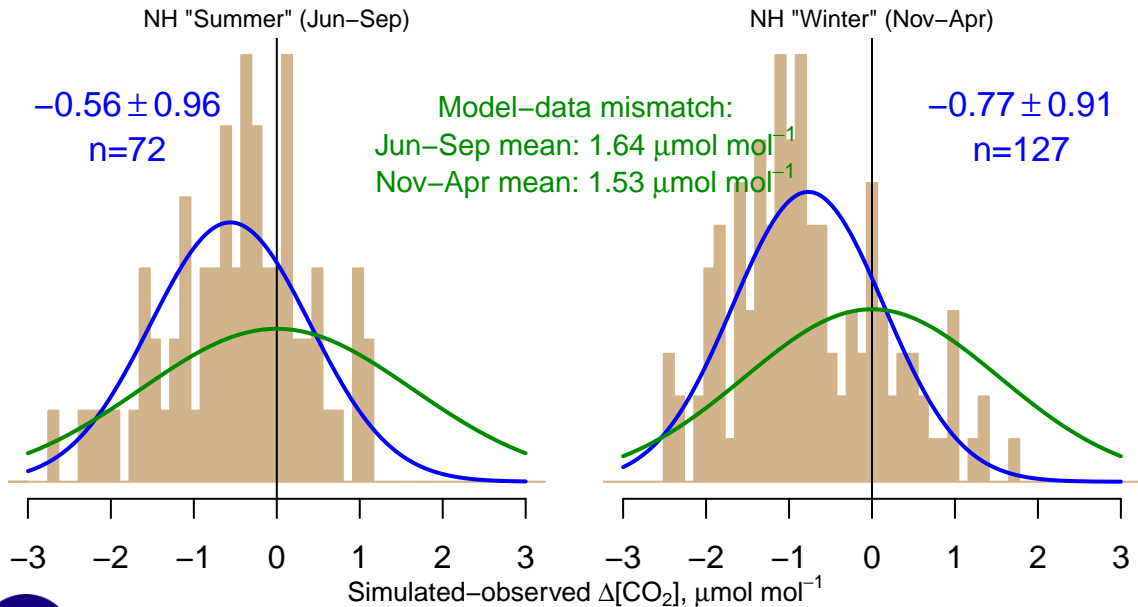 NH "Summer" (Jun−Sep)
NH "Winter" (Nov−Apr)
−0.56 ± 0.96
n=72
Model−data mismatch:
Jun−Sep mean: 1.64 μmol mol⁻¹
Nov−Apr mean: 1.53 μmol mol⁻¹
−0.77 ± 0.91
n=127
−3 −2 −1 0 1 2 3
−3 −2 −1 0 1 2 3
Simulated−observed Δ[CO₂], μmol mol⁻¹